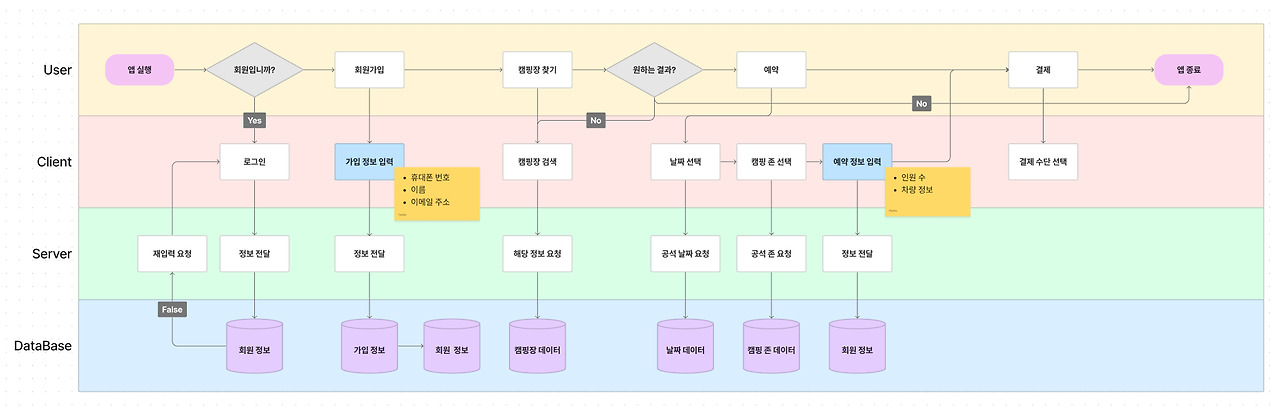 User
앱 실행
회원입니까?
회원가입
캠핑장 찾기
원하는 결과?
예약
결제
앱 종료
No
Yes
No
Client
로그인
가입 정보 입력
캠핑장 검색
날짜 선택
캠핑 존 선택
예약 정보 입력
결제 수단 선택
휴대폰 번호
이름
이메일 주소
인원 수
차량 정보
Server
재입력 요청
정보 전달
정보 전달
해당 정보 요청
공석 날짜 요청
공석 존 요청
정보 전달
False
DataBase
회원 정보
가입 정보
회원 정보
캠핑장 데이터
날짜 데이터
캠핑 존 데이터
회원 정보